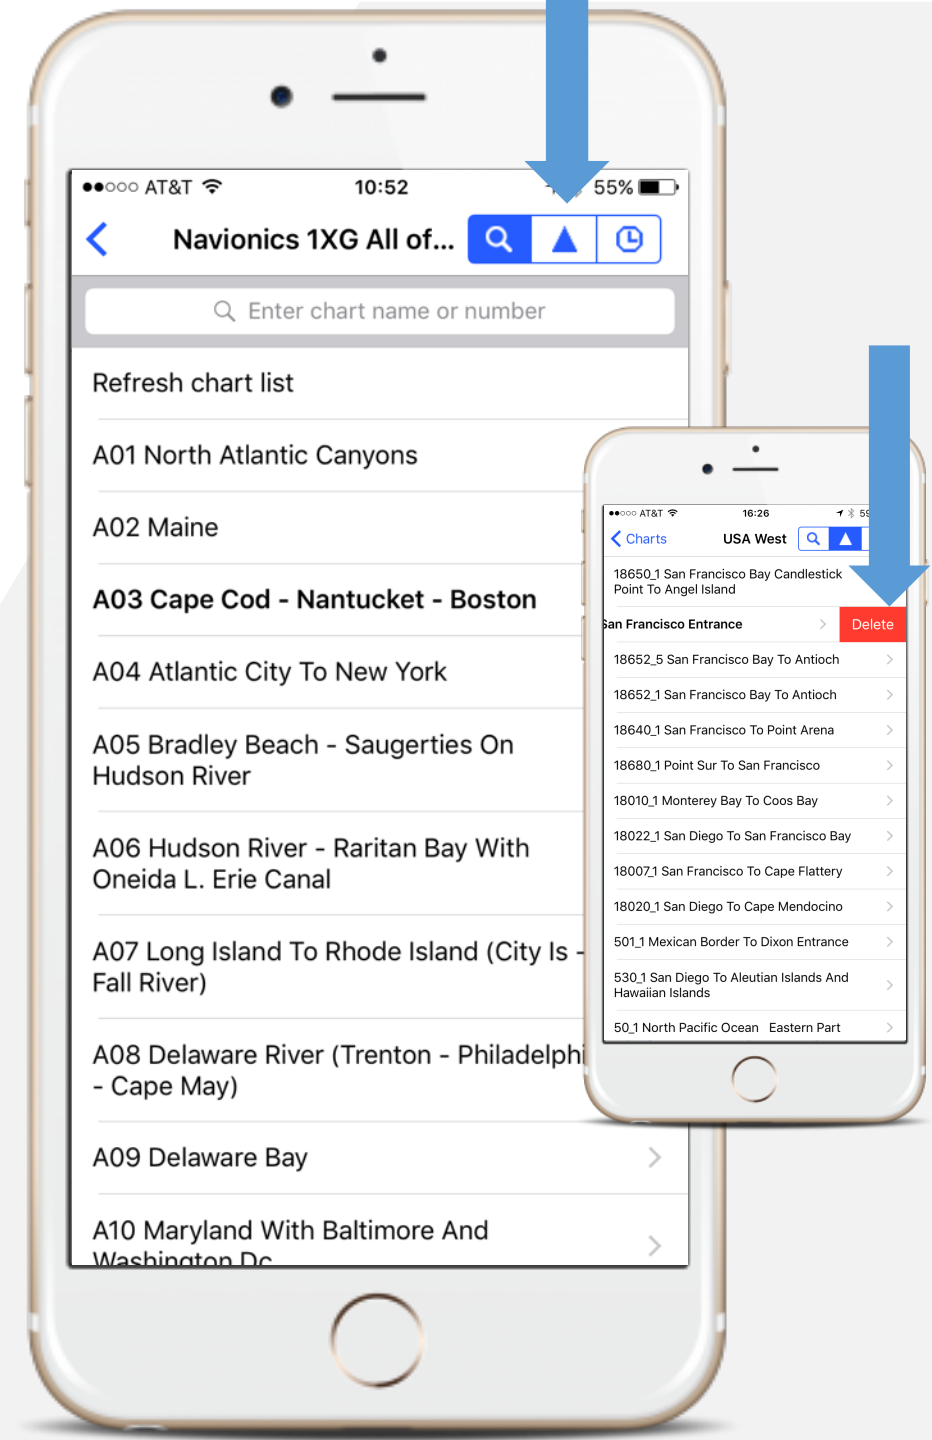 AT&T 10:52 55%
Navionics 1XG All of...
Enter chart name or number
Refresh chart list
A01 North Atlantic Canyons
A02 Maine
A03 Cape Cod - Nantucket - Boston
A04 Atlantic City To New York
A05 Bradley Beach - Saugerties On
Hudson River
A06 Hudson River - Raritan Bay With
Oneida L. Erie Canal
A07 Long Island To Rhode Island (City Is -
Fall River)
A08 Delaware River (Trenton - Philadelphi
- Cape May)
A09 Delaware Bay
A10 Maryland With Baltimore And
Washington Dc
AT&T 16:26 59
Charts USA West
18650_1 San Francisco Bay Candlestick
Point To Angel Island
San Francisco Entrance Delete
18652_5 San Francisco Bay To Antioch
18652_1 San Francisco Bay To Antioch
18640_1 San Francisco To Point Arena
18680_1 Point Sur To San Francisco
18010_1 Monterey Bay To Coos Bay
18022_1 San Diego To San Francisco Bay
18007_1 San Francisco To Cape Flattery
18020_1 San Diego To Cape Mendocino
501_1 Mexican Border To Dixon Entrance
530_1 San Diego To Aleutian Islands And
Hawaiian Islands
50_1 North Pacific Ocean Eastern Part